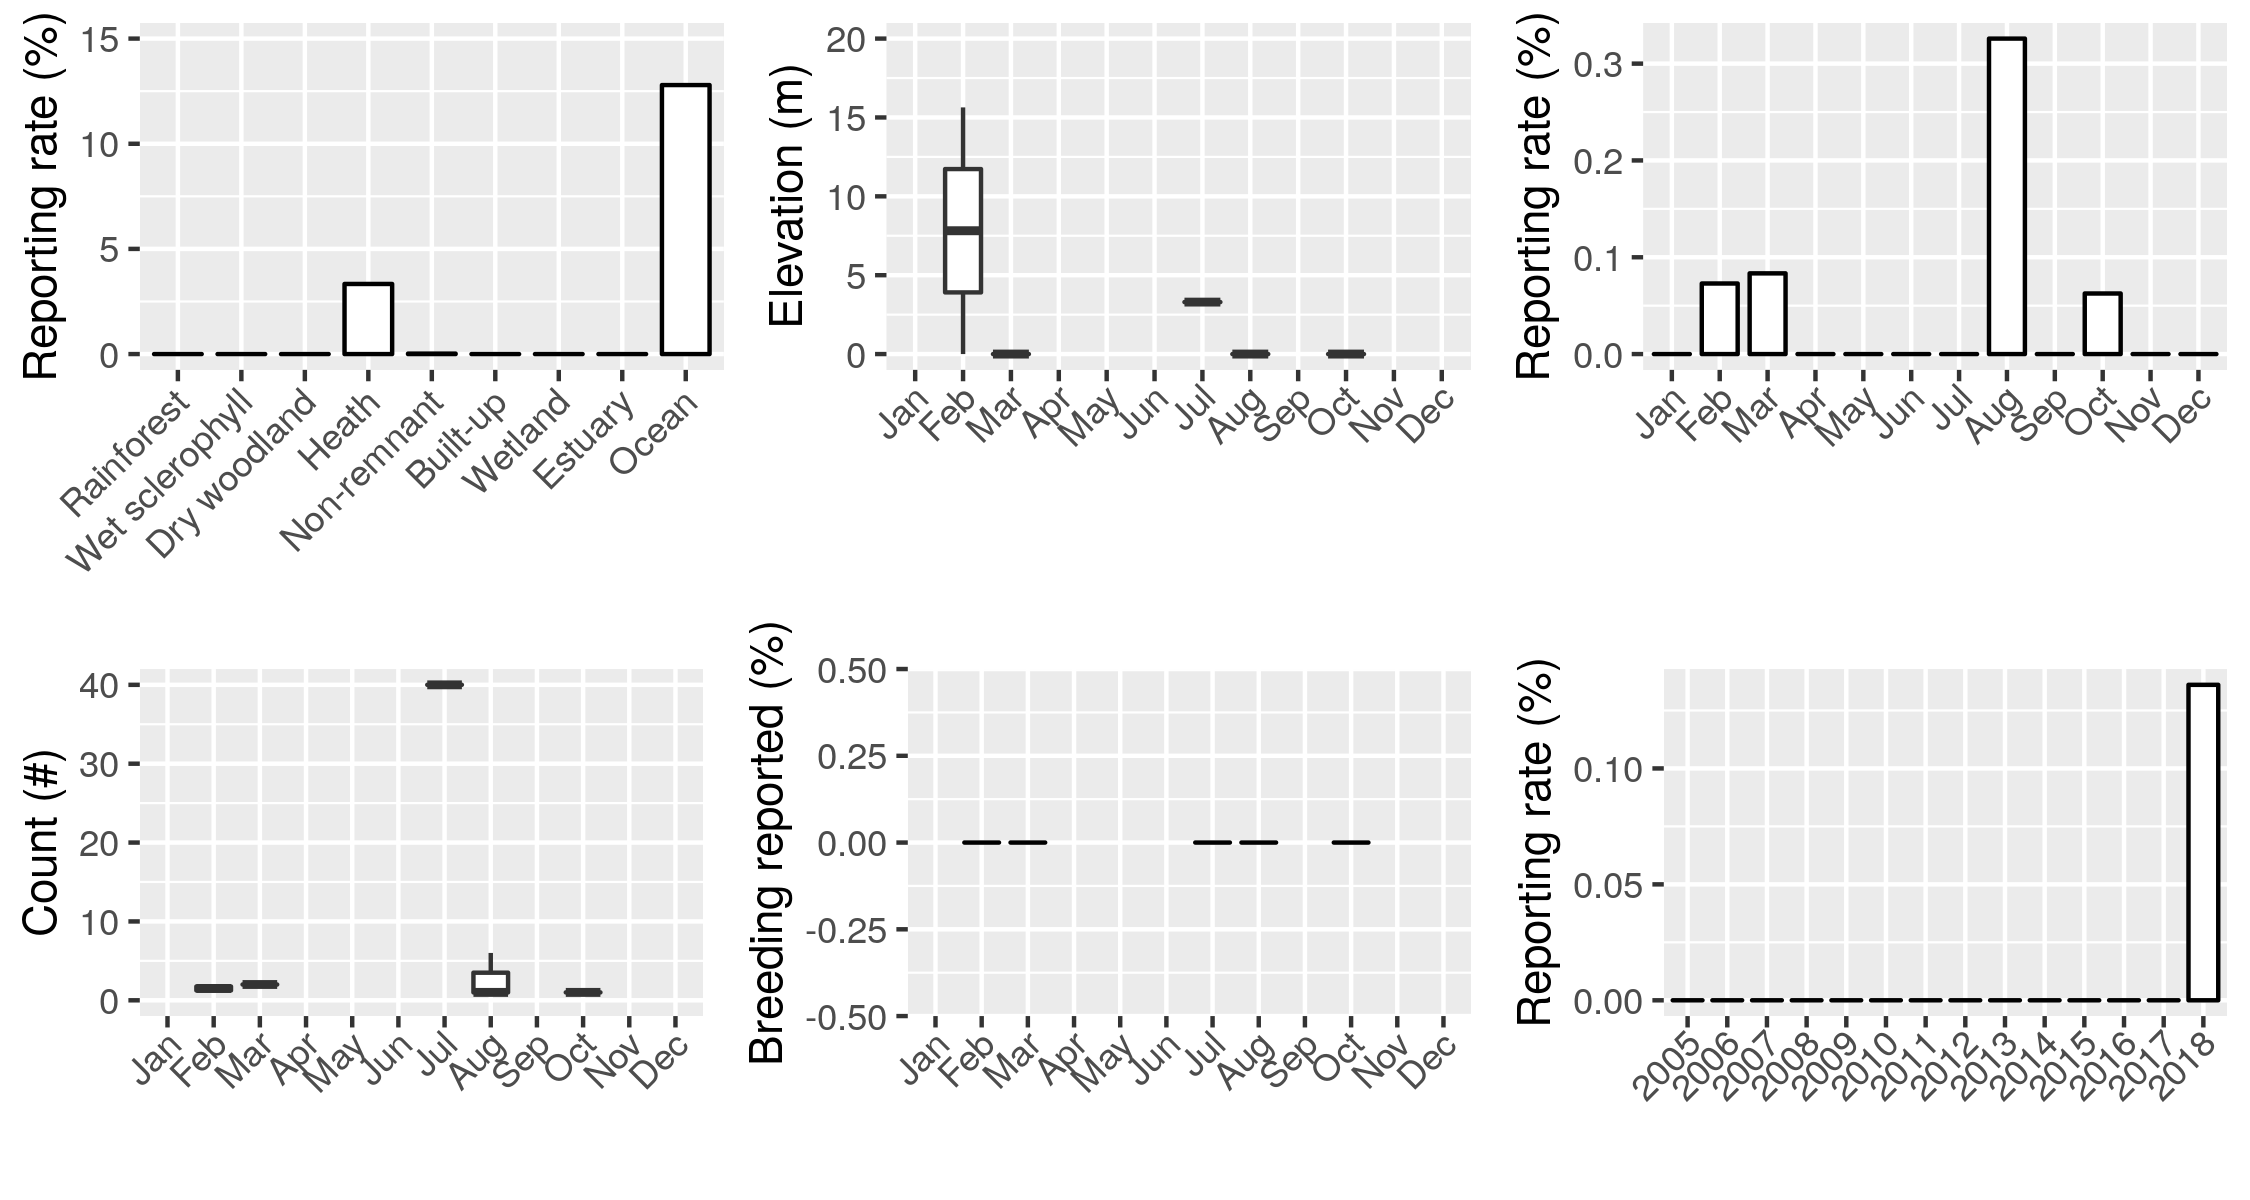 Reporting rate (%)
15
10
5
0
Rainforest
Wet sclerophyll
Dry woodland
Heath
Non-remnant
Built-up
Wetland
Estuary
Ocean
Elevation (m)
20
15
10
5
0
Jan
Feb
Mar
Apr
May
Jun
Jul
Aug
Sep
Oct
Nov
Dec
Reporting rate (%)
0.3
0.2
0.1
0.0
Jan
Feb
Mar
Apr
May
Jun
Jul
Aug
Sep
Oct
Nov
Dec
Count (#)
40
30
20
10
0
Jan
Feb
Mar
Apr
May
Jun
Jul
Aug
Sep
Oct
Nov
Dec
Breeding reported (%)
0.50
0.25
0.00
-0.25
-0.50
Jan
Feb
Mar
Apr
May
Jun
Jul
Aug
Sep
Oct
Nov
Dec
Reporting rate (%)
0.10
0.05
0.00
2005
2006
2007
2008
2009
2010
2011
2012
2013
2014
2015
2016
2017
2018